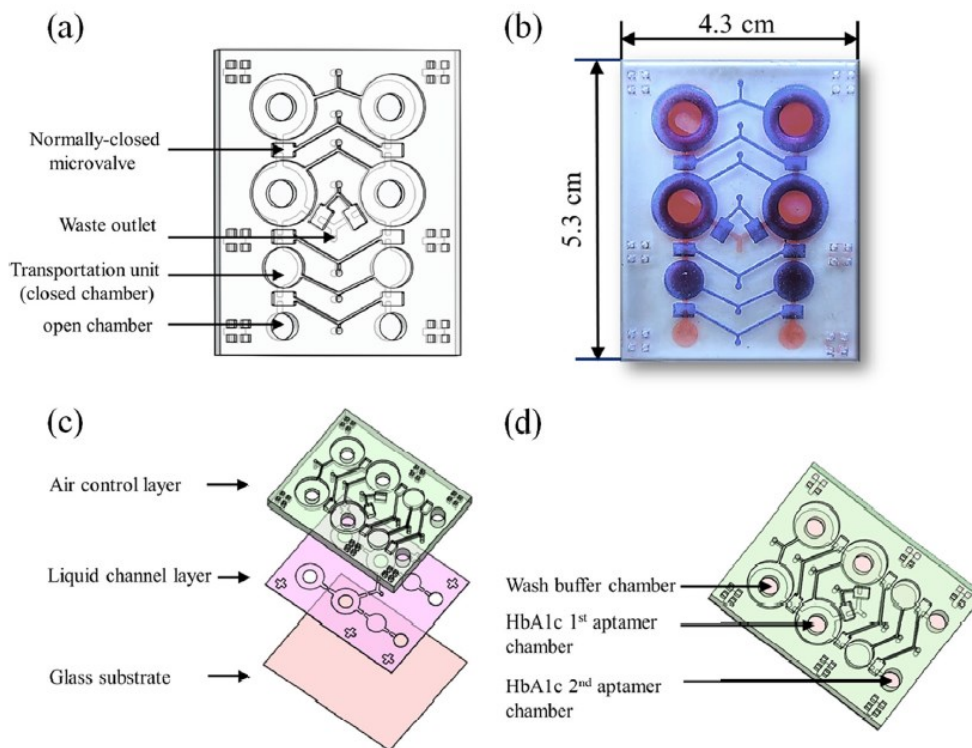 (a)
Normally-closed
microvalve
Waste outlet
Transportation unit
(closed chamber)
open chamber
(b)
4.3 cm
5.3 cm
(c)
Air control layer
Liquid channel layer
Glass substrate
(d)
Wash buffer chamber
HbA1c 1st aptamer
chamber
HbA1c 2nd aptamer
chamber